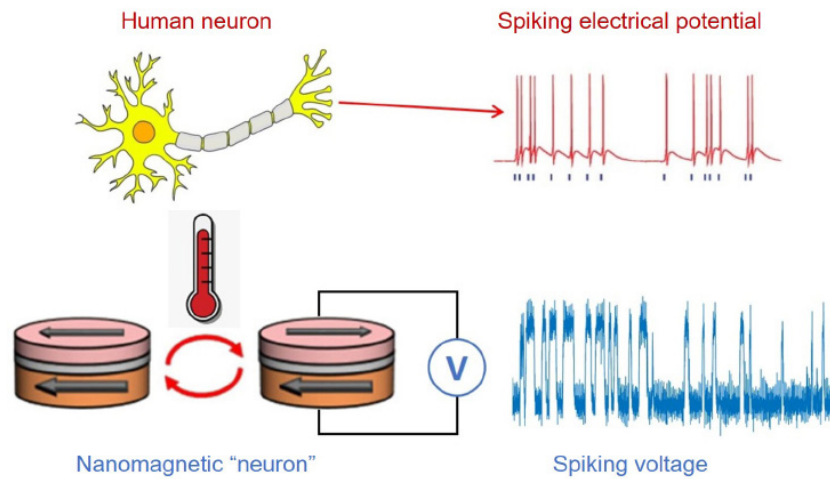 Human neuron
Spiking electrical potential
V
Nanomagnetic “neuron”
Spiking voltage